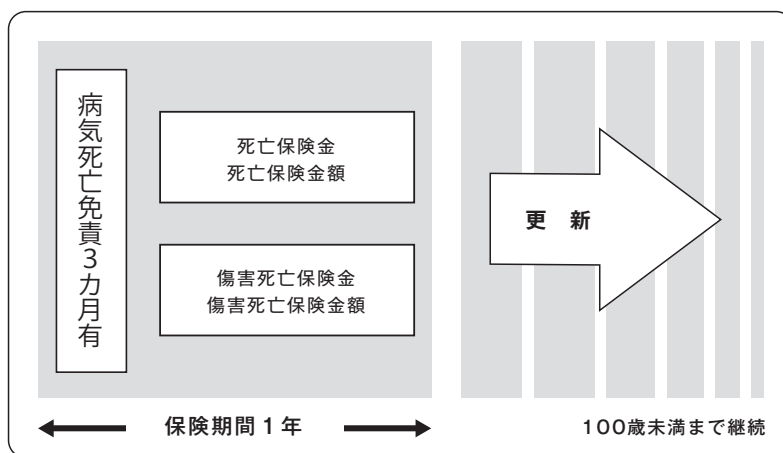 病気死亡免責3カ月有
死亡保険金
死亡保険金額
傷害死亡保険金
傷害死亡保険金額
更 新
保険期間1年
100歳未満まで継続